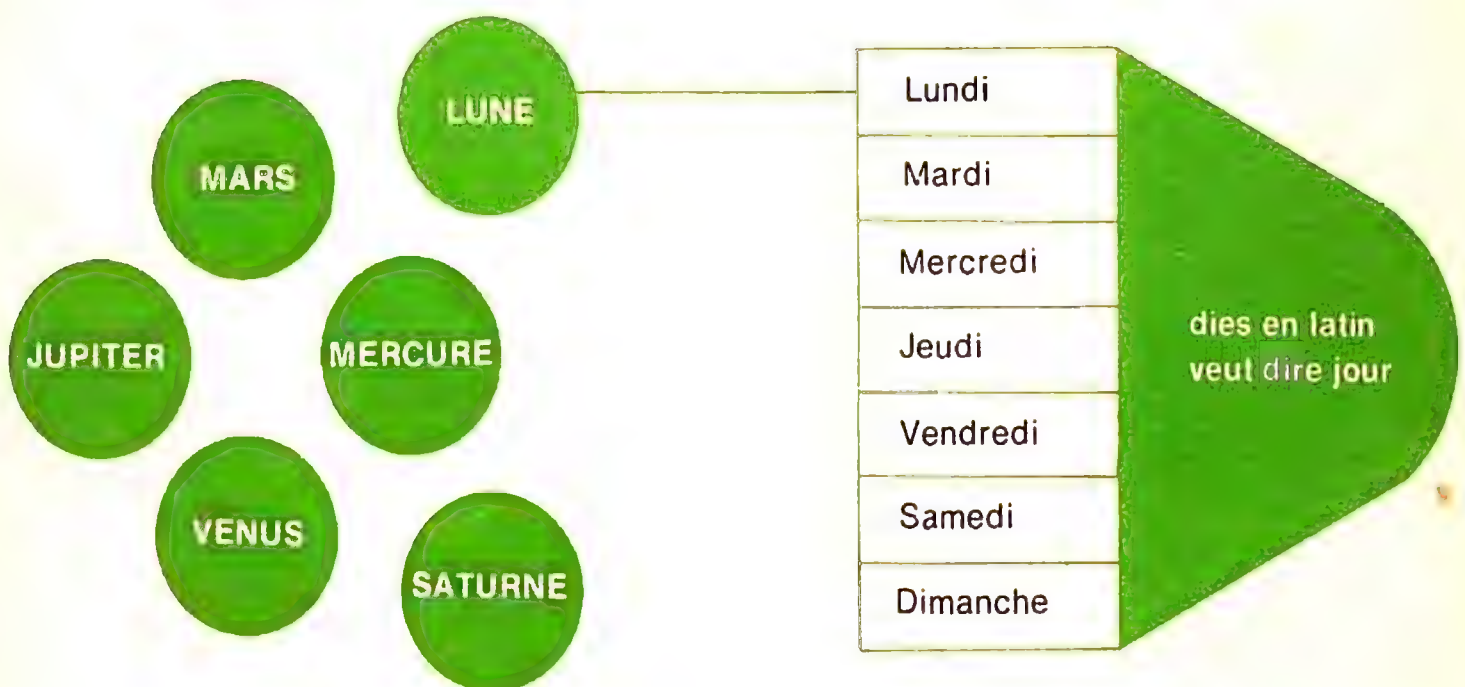 LUNE
MARS
JUPITER
MERCURE
VENUS
SATURNE
Lundi
Mardi
Mercredi
Jeudi
Vendredi
Samedi
Dimanche
dies en latin
veut dire jour